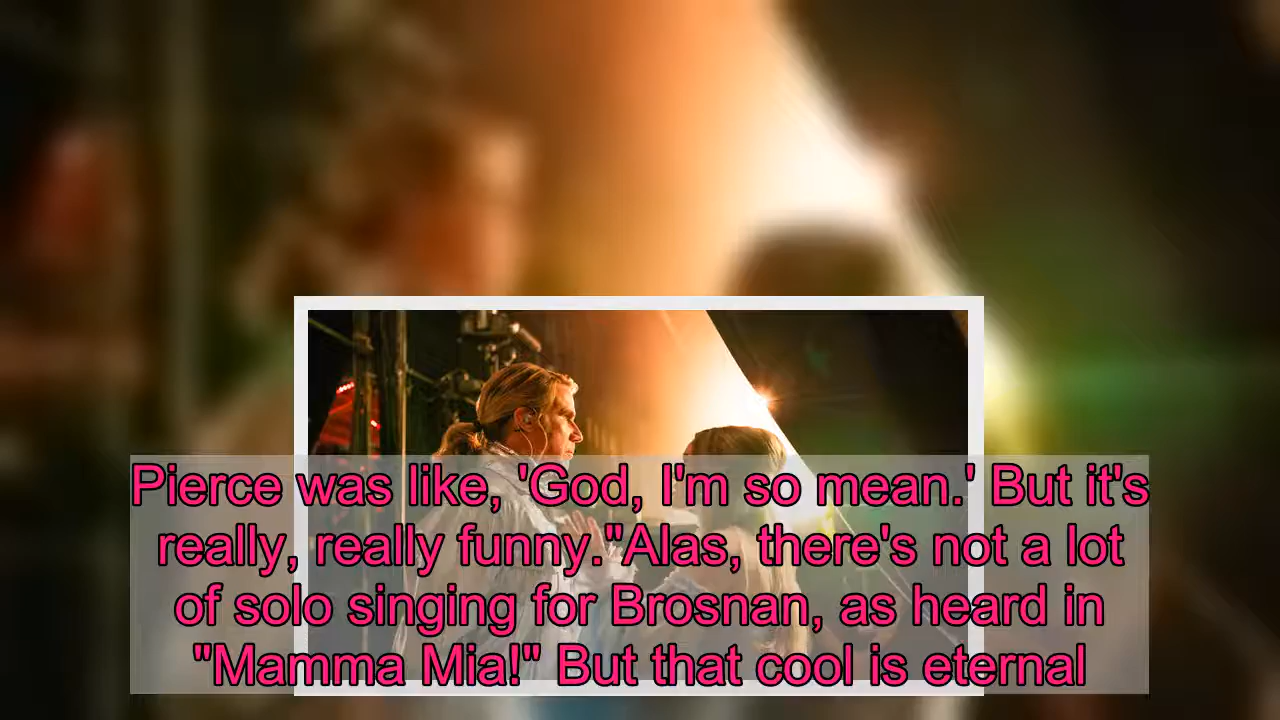 Pierce was like, 'God, I'm so mean.' But it's
really, really funny."Alas, there's not a lot
of solo singing for Brosnan, as heard in
"Mamma Mia!" But that cool is eternal